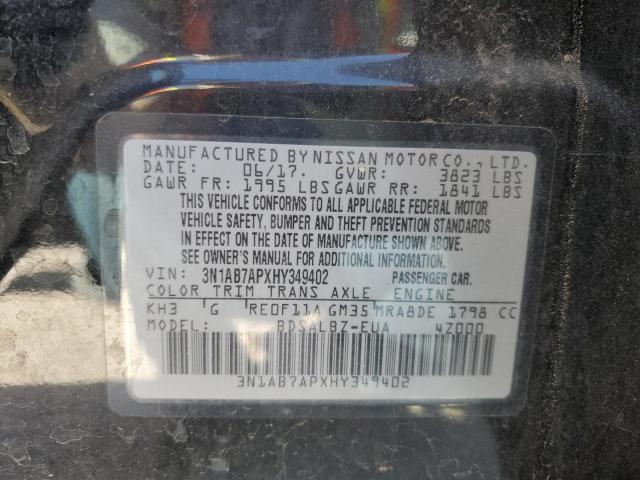 MANUFACTURED BY NISSAN MOTOR CO., LTD.
DATE: 06/17. GVWR: 3823 LBS
GAWR FR: 1995 LBS GAWR RR: 1841 LBS
THIS VEHICLE CONFORMS TO ALL APPLICABLE FEDERAL MOTOR
VEHICLE SAFETY, BUMPER AND THEFT PREVENTION STANDARDS
IN EFFECT ON THE DATE OF MANUFACTURE SHOWN ABOVE.
SEE OWNER'S MANUAL FOR ADDITIONAL INFORMATION.
VIN: 3N1AB7APXHY349402 PASSENGER CAR.
COLOR TRIM TRANS AXLE ENGINE
KH3 G RE0F11A GM35 MRA8DE 1798 CC
MODEL: BDSALBZ-EUA 4Z000
3N1AB7APXHY349402